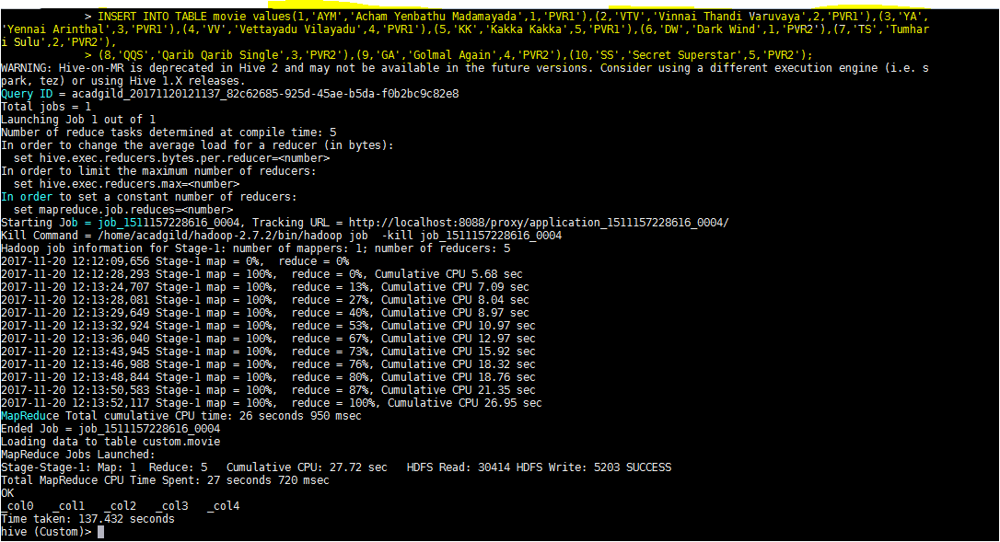 > INSERT INTO TABLE movie values(1,'AYM','Acham Yenbathu Madamayada',1,'PVR1'),(2,'VTV','Vinnai Thandi Varuvaya',2,'PVR1'),(3,'YA',
'Yennai Arinthal',3,'PVR1'),(4,'VV','Vettayadu Vilayadu',4,'PVR1'),(5,'KK','Kakka Kakka',5,'PVR1'),(6,'DW','Dark Wind',1,'PVR2'),(7,'TS','Tumhar
i Sulu',2,'PVR2'),
> (8,'QQS','Qarib Qarib Single',3,'PVR2'),(9,'GA','Golmal Again',4,'PVR2'),(10,'SS','Secret Superstar',5,'PVR2');
WARNING: Hive-on-MR is deprecated in Hive 2 and may not be available in the future versions. Consider using a different execution engine (i.e. s
park, tez) or using Hive 1.X releases.
Query ID = acadgild_20171120121137_82c62685-925d-45ae-b5da-f0b2bc9c82e8
Total jobs = 1
Launching Job 1 out of 1
Number of reduce tasks determined at compile time: 5
In order to change the average load for a reducer (in bytes):
set hive.exec.reducers.bytes.per.reducer=<number>
In order to limit the maximum number of reducers:
set hive.exec.reducers.max=<number>
In order to set a constant number of reducers:
set mapreduce.job.reduces=<number>
Starting Job = job_1511157228616_0004, Tracking URL = http://localhost:8088/proxy/application_1511157228616_0004/
Kill Command = /home/acadgild/hadoop-2.7.2/bin/hadoop job  -kill job_1511157228616_0004
Hadoop job information for Stage-1: number of mappers: 1; number of reducers: 5
2017-11-20 12:12:09,656 Stage-1 map = 0%,  reduce = 0%
2017-11-20 12:12:28,293 Stage-1 map = 100%,  reduce = 0%, Cumulative CPU 5.68 sec
2017-11-20 12:13:24,707 Stage-1 map = 100%,  reduce = 13%, Cumulative CPU 7.09 sec
2017-11-20 12:13:28,081 Stage-1 map = 100%,  reduce = 27%, Cumulative CPU 8.04 sec
2017-11-20 12:13:29,649 Stage-1 map = 100%,  reduce = 40%, Cumulative CPU 8.97 sec
2017-11-20 12:13:32,924 Stage-1 map = 100%,  reduce = 53%, Cumulative CPU 10.97 sec
2017-11-20 12:13:36,040 Stage-1 map = 100%,  reduce = 67%, Cumulative CPU 12.97 sec
2017-11-20 12:13:43,945 Stage-1 map = 100%,  reduce = 73%, Cumulative CPU 15.92 sec
2017-11-20 12:13:46,988 Stage-1 map = 100%,  reduce = 76%, Cumulative CPU 18.32 sec
2017-11-20 12:13:48,844 Stage-1 map = 100%,  reduce = 80%, Cumulative CPU 18.76 sec
2017-11-20 12:13:50,583 Stage-1 map = 100%,  reduce = 87%, Cumulative CPU 21.35 sec
2017-11-20 12:13:52,117 Stage-1 map = 100%,  reduce = 100%, Cumulative CPU 26.95 sec
MapReduce Total cumulative CPU time: 26 seconds 950 msec
Ended Job = job_1511157228616_0004
Loading data to table custom.movie
MapReduce Jobs Launched:
Stage-Stage-1: Map: 1  Reduce: 5   Cumulative CPU: 27.72 sec   HDFS Read: 30414 HDFS Write: 5203 SUCCESS
Total MapReduce CPU Time Spent: 27 seconds 720 msec
OK
_col0   _col1   _col2   _col3   _col4
Time taken: 137.432 seconds
hive (Custom)>